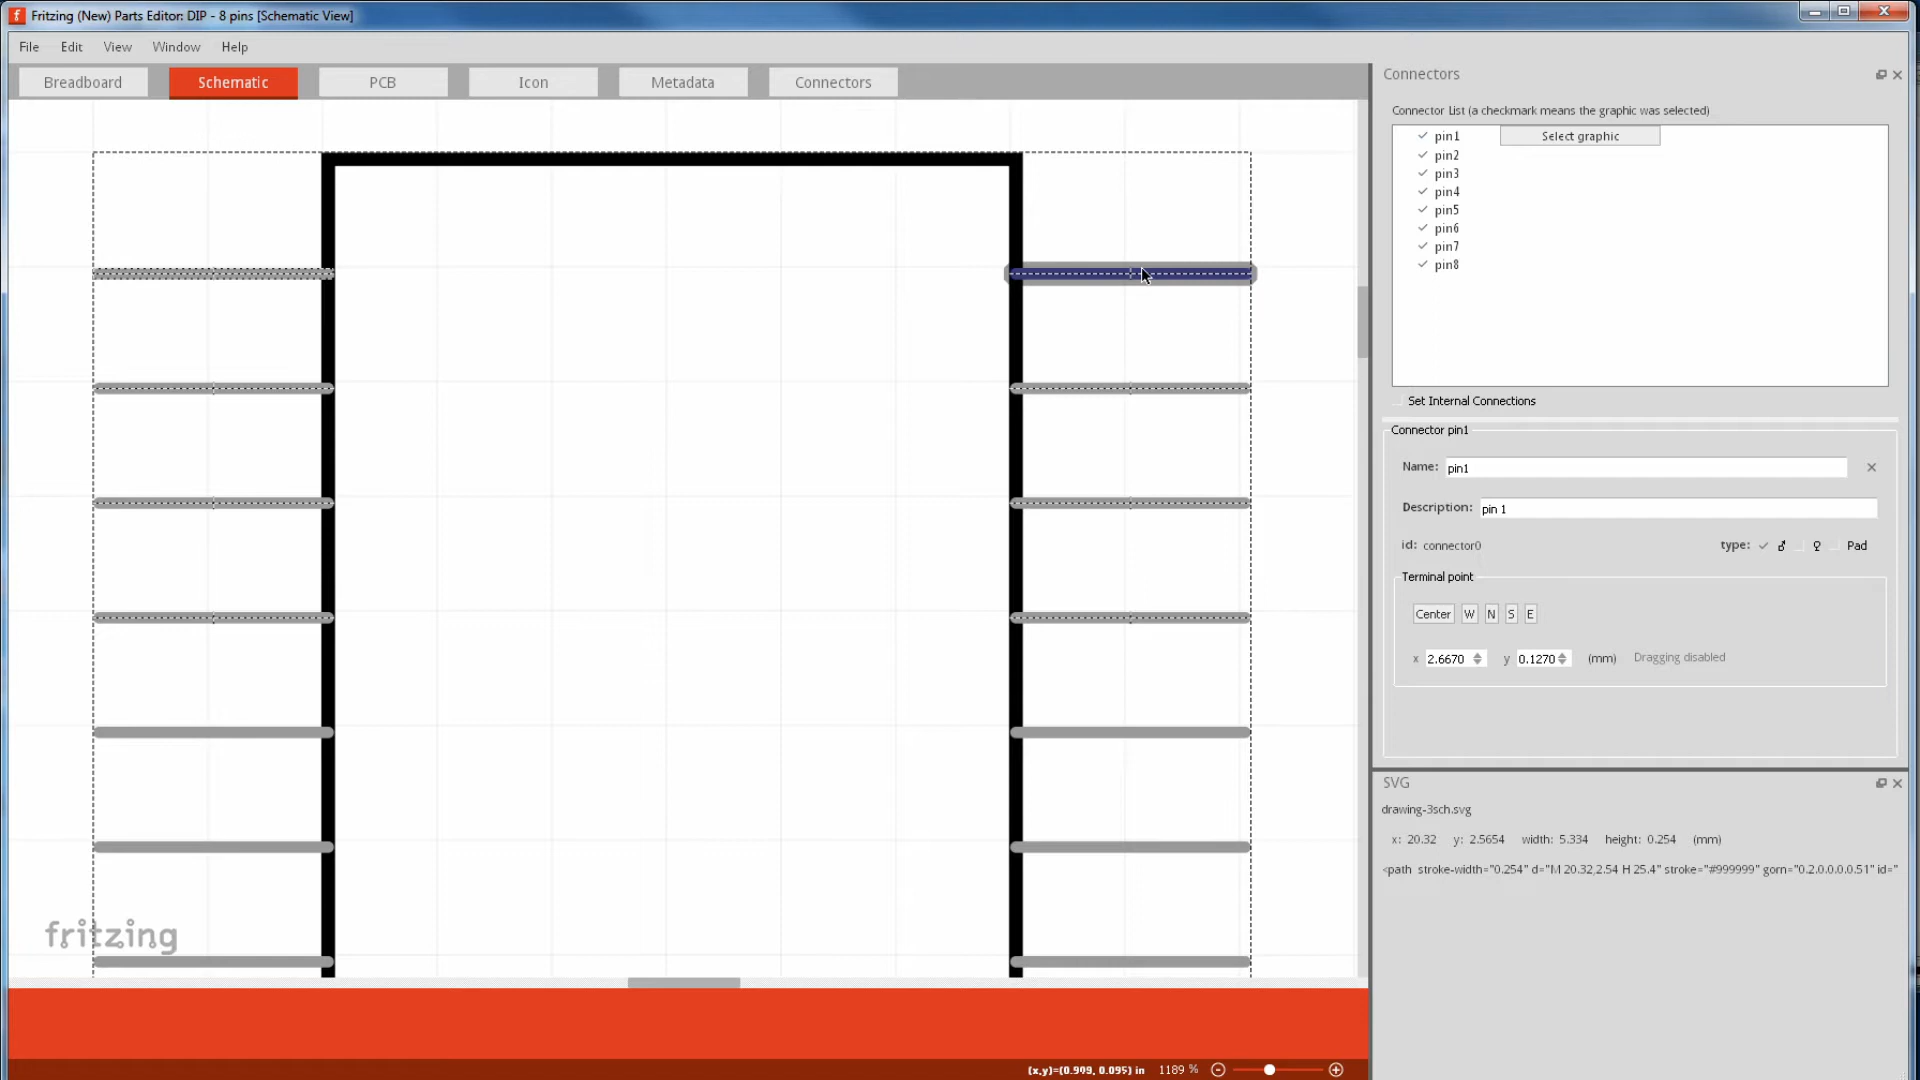 Fritzing (New) Parts Editor: DIP - 8 pins [Schematic View]
File Edit View Window Help
Breadboard Schematic PCB Icon Metadata Connectors
Connectors
Connector List (a checkmark means the graphic was selected)
pin1 Select graphic
pin2
pin3
pin4
pin5
pin6
pin7
pin8
Set Internal Connections
Connector pin1
Name: pin1
Description: pin 1
id: connector0 type: ♂ ♀ Pad
Terminal point
Center W N S E
x 2.6670 y 0.1270 (mm) Dragging disabled
SVG
drawing-3sch.svg
x: 20.32 y: 2.5654 width: 5.334 height: 0.254 (mm)
<path stroke-width="0.254" d="M 20.32,2.54 H 25.4" stroke="#999999" gorn="0.2.0.0.0.0.51" id="
fritzing
(x,y)=(0.909, 0.095) in 1189 %